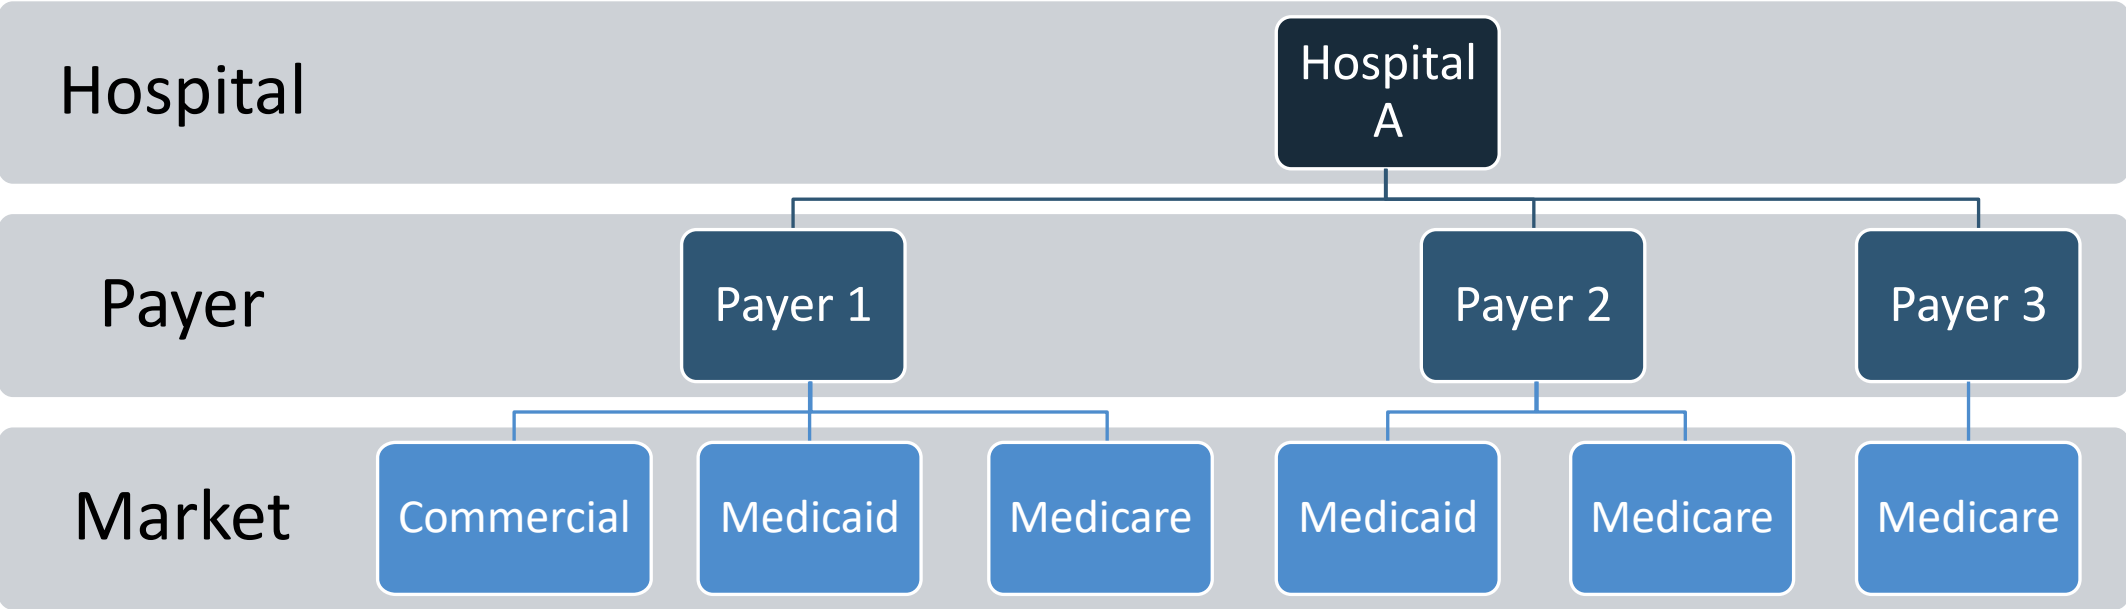 Hospital
Hospital
A
Payer
Payer 1
Payer 2
Payer 3
Market
Commercial
Medicaid
Medicare
Medicaid
Medicare
Medicare